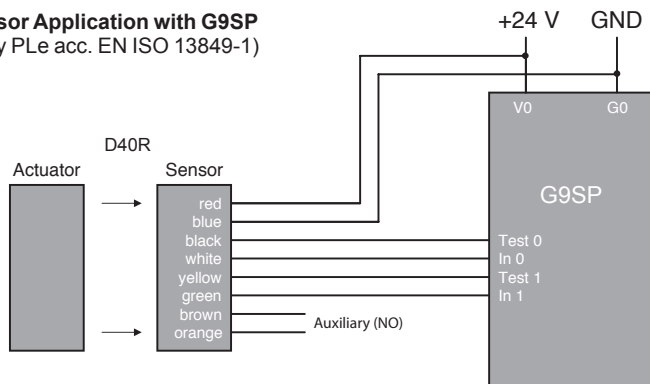 sor Application with G9SP
y PLe acc. EN ISO 13849-1)
+24 V GND
V0 G0
D40R
Actuator Sensor
G9SP
red
blue
black
white
yellow
green
brown
orange
Test 0
In 0
Test 1
In 1
Auxiliary (NO)